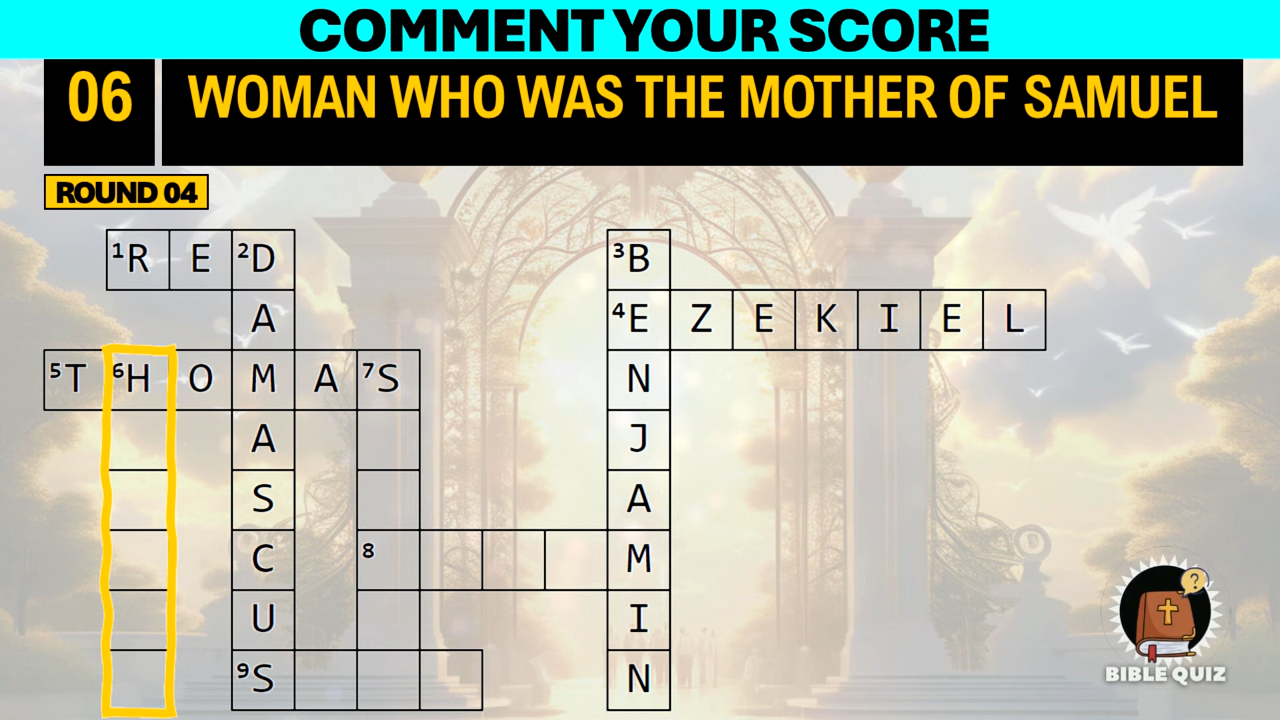 COMMENT YOUR SCORE
06 WOMAN WHO WAS THE MOTHER OF SAMUEL
ROUND 04
1R E 2D 3B
A 4E Z E K I E L
5T 6H O M A 7S N
A J
S A
C 8 M
U I
9S N
BIBLE QUIZ
?